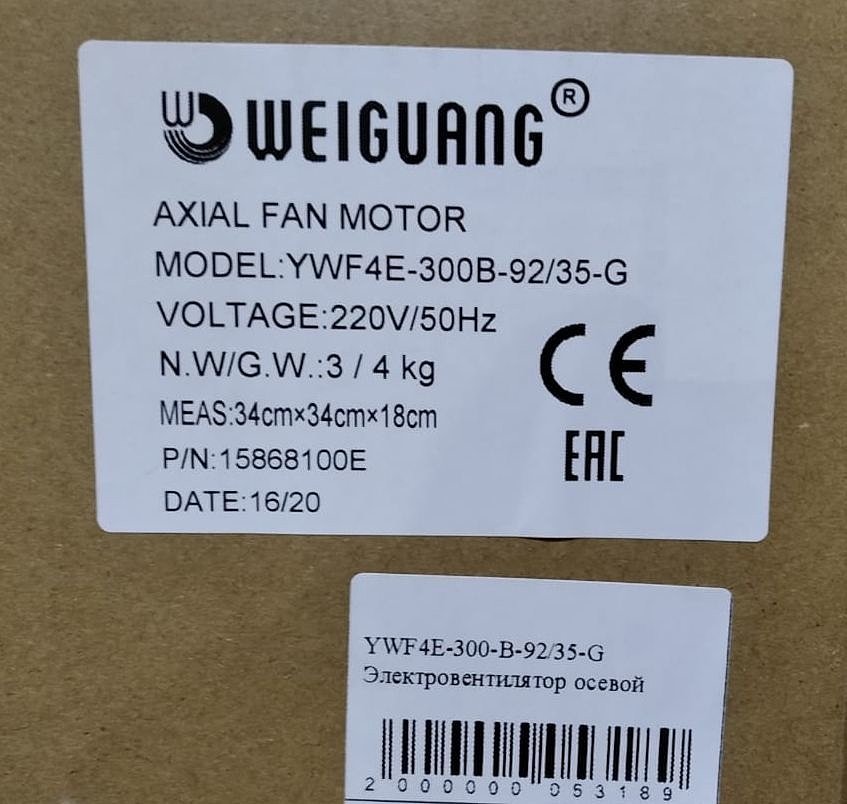 WEIGUANG®
AXIAL FAN MOTOR
MODEL:YWF4E-300B-92/35-G
VOLTAGE:220V/50Hz
N.W/G.W.:3 / 4 kg
MEAS:34cm×34cm×18cm
P/N:15868100E
DATE:16/20
CE
EAC
YWF4E-300-B-92/35-G
Электровентилятор осевой
2 000000 053189